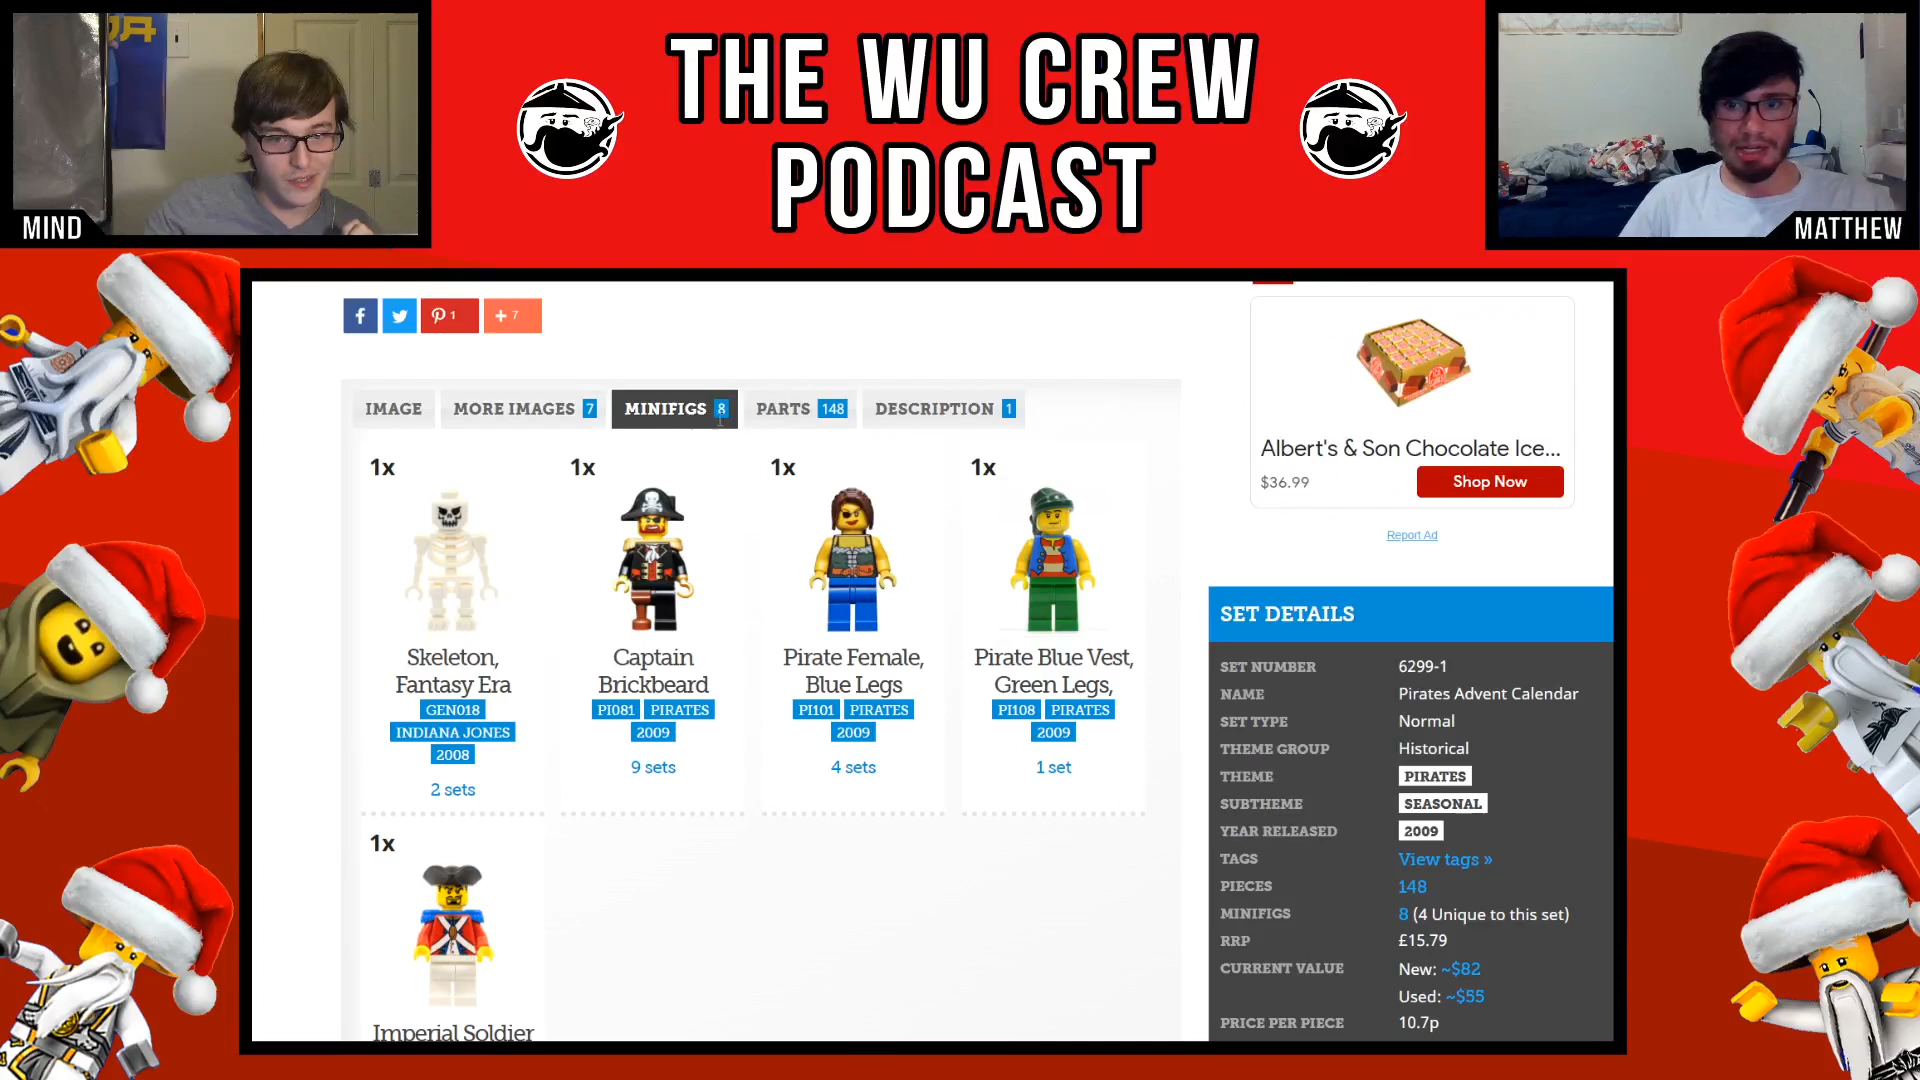 THE WU CREW
PODCAST
MIND
MATTHEW
1
+ 7
IMAGE
MORE IMAGES 7
MINIFIGS 8
PARTS 148
DESCRIPTION 1
1x
Skeleton,
Fantasy Era
GEN018
INDIANA JONES
2008
2 sets
1x
Captain
Brickbeard
PI081 PIRATES
2009
9 sets
1x
Pirate Female,
Blue Legs
PI101 PIRATES
2009
4 sets
1x
Pirate Blue Vest,
Green Legs,
PI108 PIRATES
2009
1 set
1x
Imperial Soldier
Albert's & Son Chocolate Ice...
$36.99
Shop Now
Report Ad
SET DETAILS
SET NUMBER 6299-1
NAME Pirates Advent Calendar
SET TYPE Normal
THEME GROUP Historical
THEME PIRATES
SUBTHEME SEASONAL
YEAR RELEASED 2009
TAGS View tags »
PIECES 148
MINIFIGS 8 (4 Unique to this set)
RRP £15.79
CURRENT VALUE New: ~$82
Used: ~$55
PRICE PER PIECE 10.7p